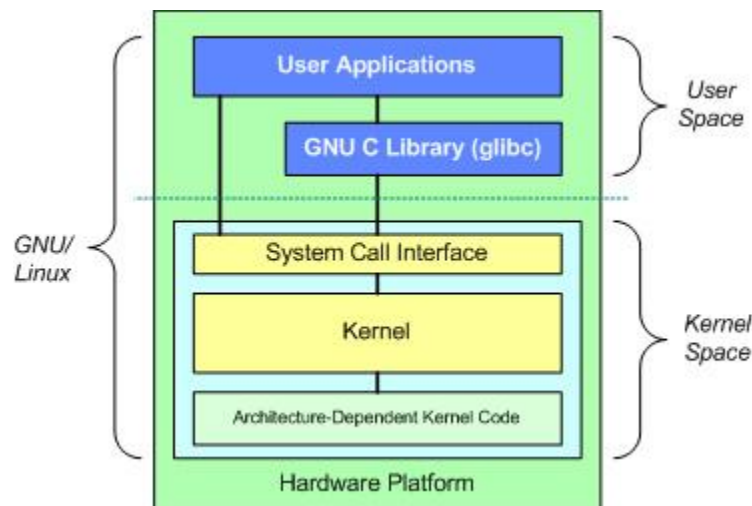 User Applications
GNU C Library (glibc)
User
Space
GNU/
Linux
System Call Interface
Kernel
Architecture-Dependent Kernel Code
Kernel
Space
Hardware Platform